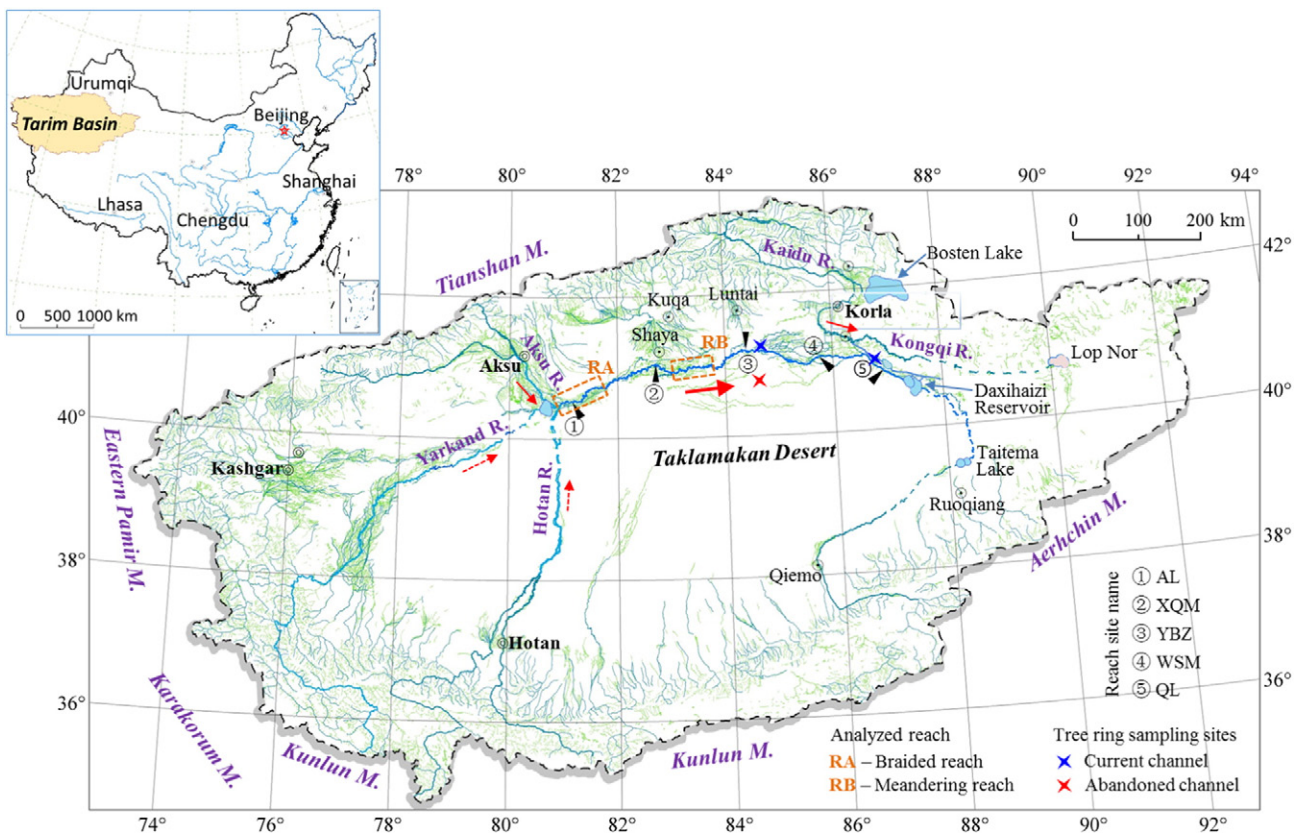 Urumqi
Tarim Basin
Beijing
Shanghai
Lhasa
Chengdu
0 500 1000 km
78 80 82 84 86 88 90 92 94°
0 100 200 km
42°
Tianshan M.
Kaidu R.
Bosten Lake
Kuqa
Luntai
Korla
Shaya
RB
Kongqi R.
Lop Nor
Aksu
Aksu R.
RA
①
②
③
④
⑤
Daxihaizi
Reservoir
40°
40°
Yarkand R.
Kashgar
Eastern Pamir M.
Hotan R.
Taklamakan Desert
Taitema
Lake
Ruoqiang
Aerhchin M.
38°
38°
Qiemo
Hotan
36°
36°
Karakorum M.
Kunlun M.
Kunlun M.
Reach site name
① AL
② XQM
③ YBZ
④ WSM
⑤ QL
Analyzed reach
RA – Braided reach
RB – Meandering reach
Tree ring sampling sites
Current channel
Abandoned channel
74° 76 78 80 82 84 86 88 90 92°